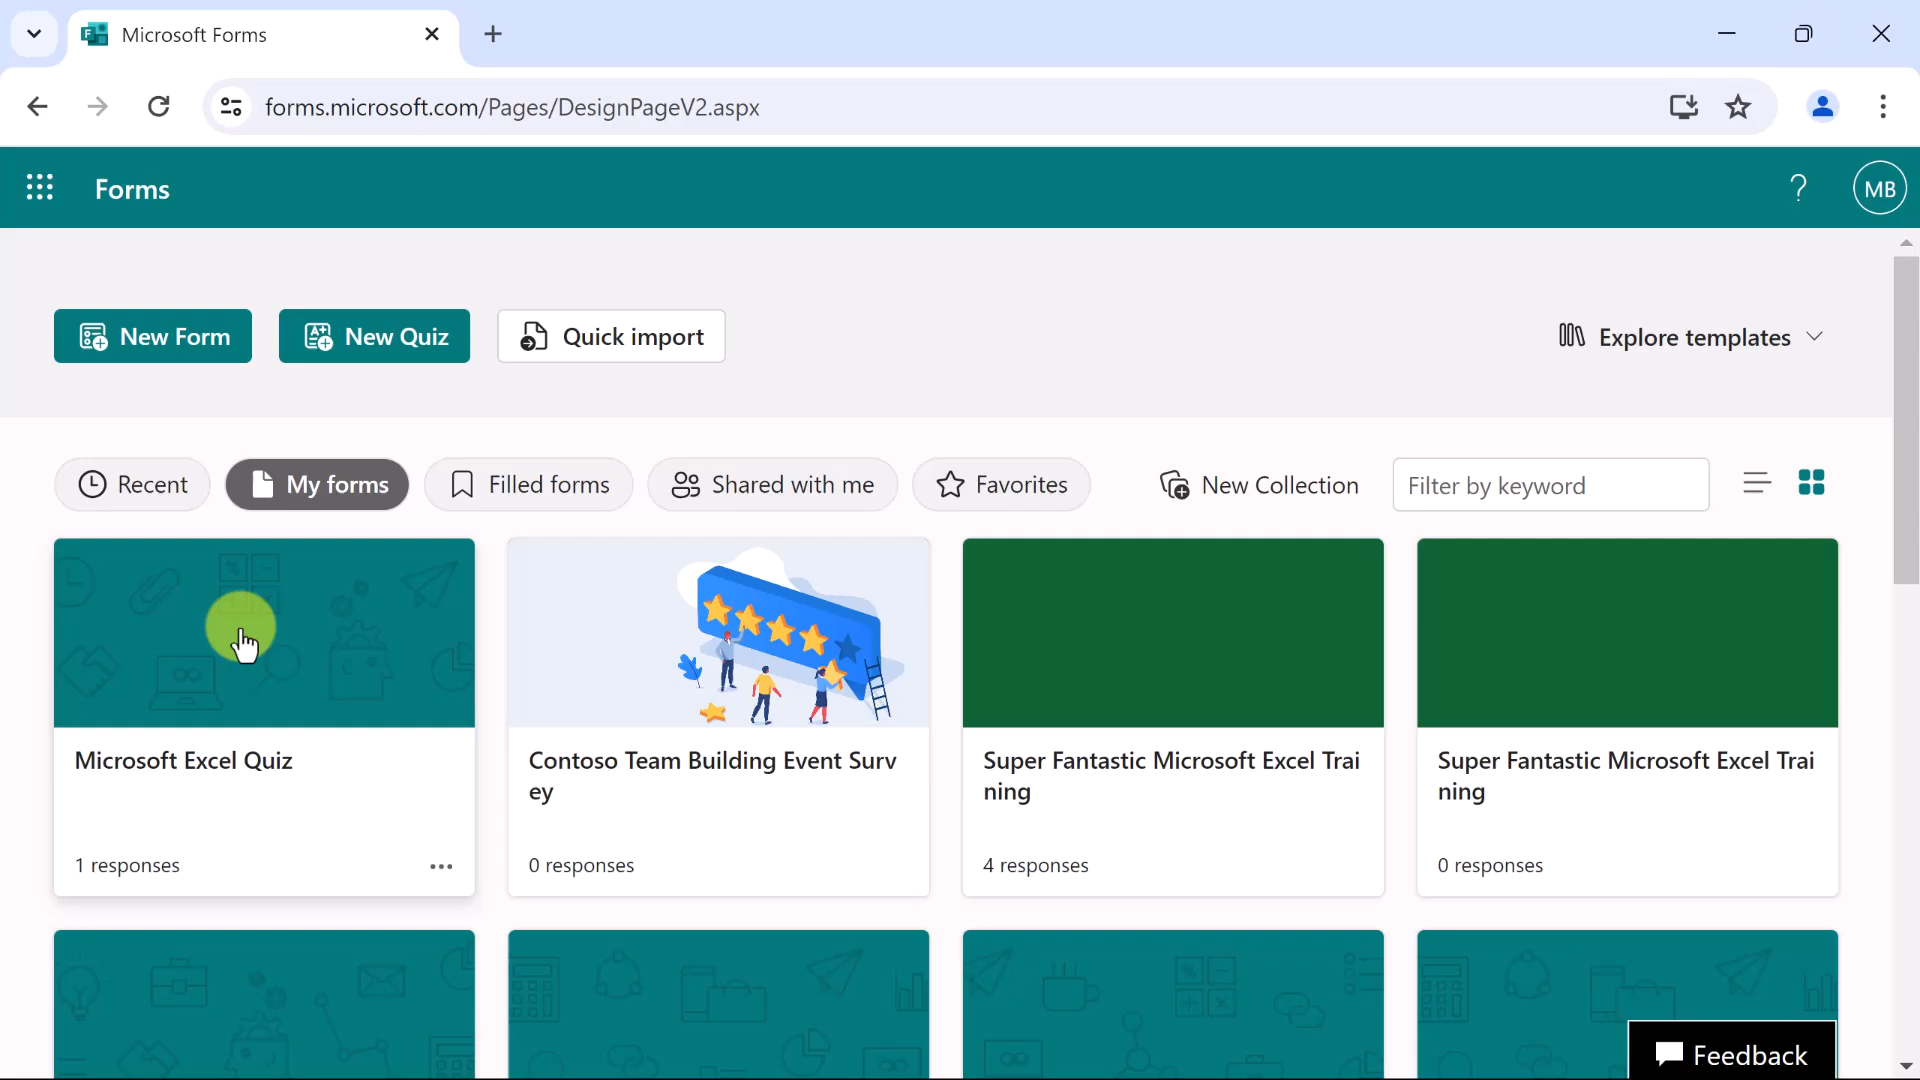 Microsoft Forms
forms.microsoft.com/Pages/DesignPageV2.aspx
Forms
?
MB
New Form
New Quiz
Quick import
Explore templates
Recent
My forms
Filled forms
Shared with me
Favorites
New Collection
Filter by keyword
Microsoft Excel Quiz
1 responses
Contoso Team Building Event Surv
ey
0 responses
Super Fantastic Microsoft Excel Trai
ning
4 responses
Super Fantastic Microsoft Excel Trai
ning
0 responses
Feedback